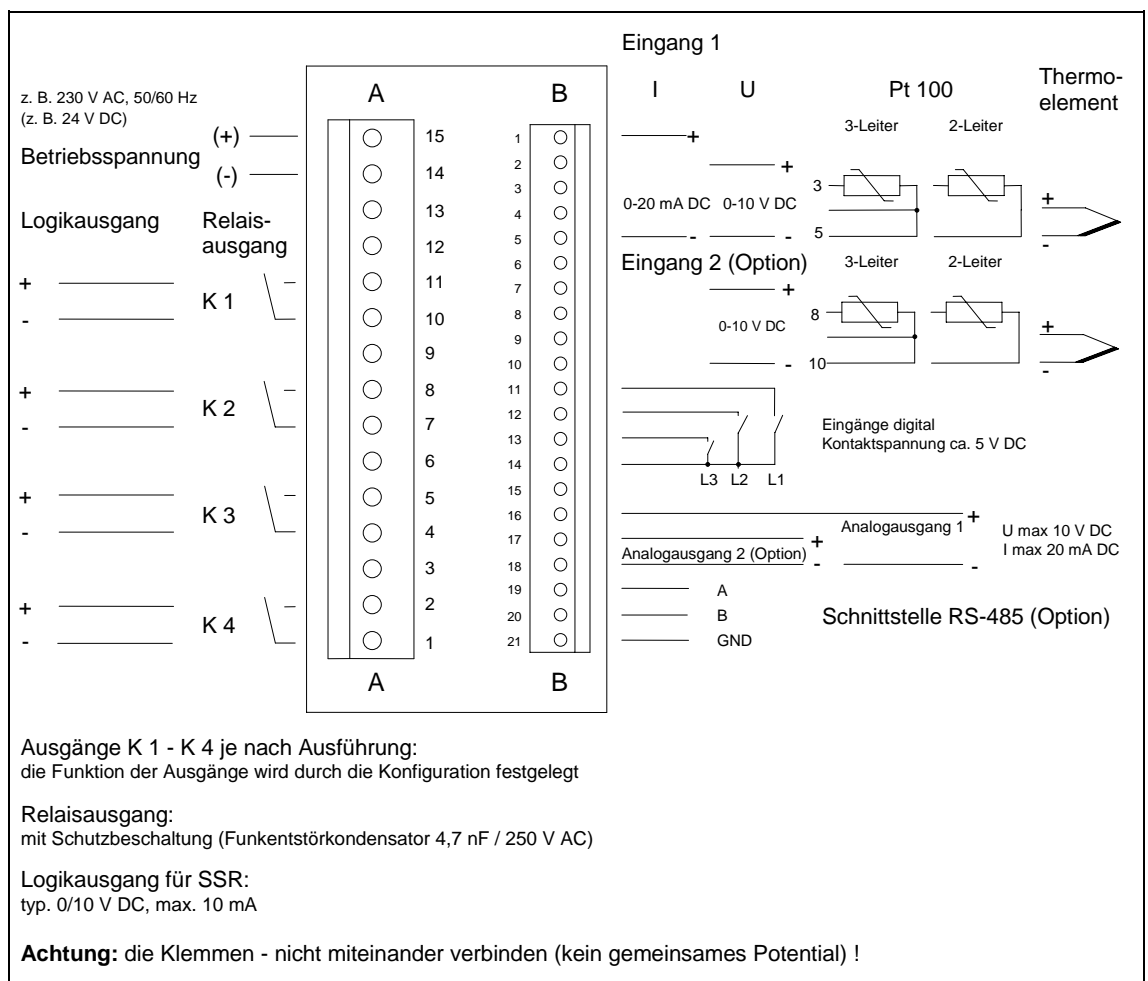 Eingang 1
z. B. 230 V AC, 50/60 Hz
(z. B. 24 V DC)
Betriebsspannung
(+)
(-)
Logikausgang
Relais-
ausgang
+
-
K 1
+
-
K 2
+
-
K 3
+
-
K 4
A
15
14
13
12
11
10
9
8
7
6
5
4
3
2
1
A
B
1
2
3
4
5
6
7
8
9
10
11
12
13
14
15
16
17
18
19
20
21
B
I
U
Pt 100
Thermo-
element
3-Leiter
2-Leiter
+
+
3
0-20 mA DC
0-10 V DC
+
-
-
5
-
Eingang 2 (Option)
3-Leiter
2-Leiter
+
8
0-10 V DC
+
-
10
-
L3
L2
L1
Eingänge digital
Kontaktspannung ca. 5 V DC
Analogausgang 1
+
-
U max 10 V DC
I max 20 mA DC
Analogausgang 2 (Option)
+
-
A
B
GND
Schnittstelle RS-485 (Option)
Ausgänge K 1 - K 4 je nach Ausführung:
die Funktion der Ausgänge wird durch die Konfiguration festgelegt
Relaisausgang:
mit Schutzbeschaltung (Funkentstörkondensator 4,7 nF / 250 V AC)
Logikausgang für SSR:
typ. 0/10 V DC, max. 10 mA
Achtung: die Klemmen - nicht miteinander verbinden (kein gemeinsames Potential) !